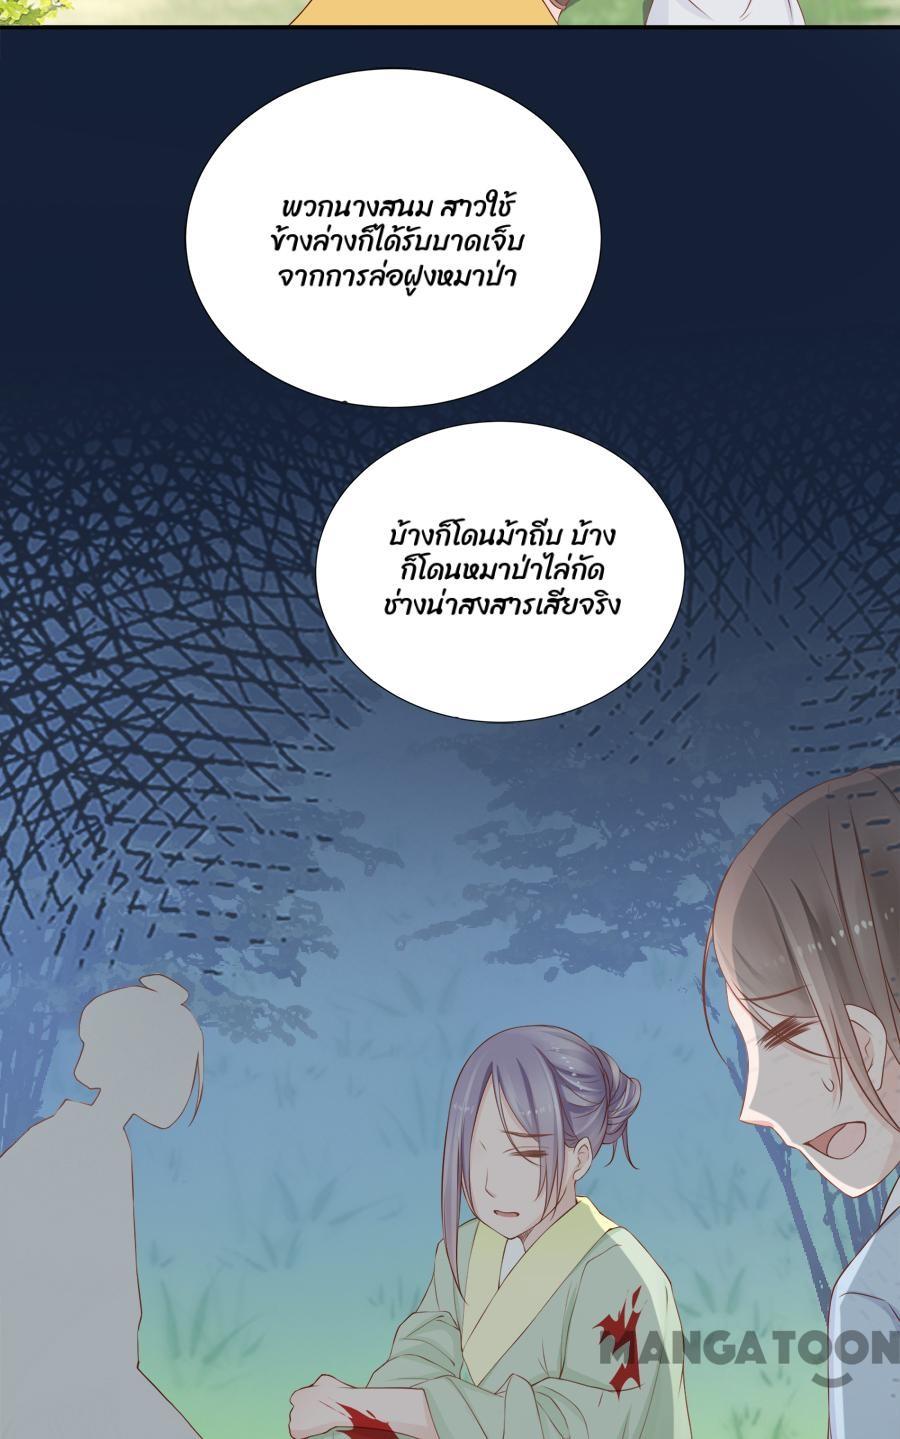 พวกนางสนม สาวใช้
ข้างล่างก็ได้รับบาดเจ็บ
จากการล่อฝูงหมาป่า
บ้างก็โดนม้าถีบ บ้าง
ก็โดนหมาป่าไล่กัด
ช่างน่าสงสารเสียจริง
MANGATOON